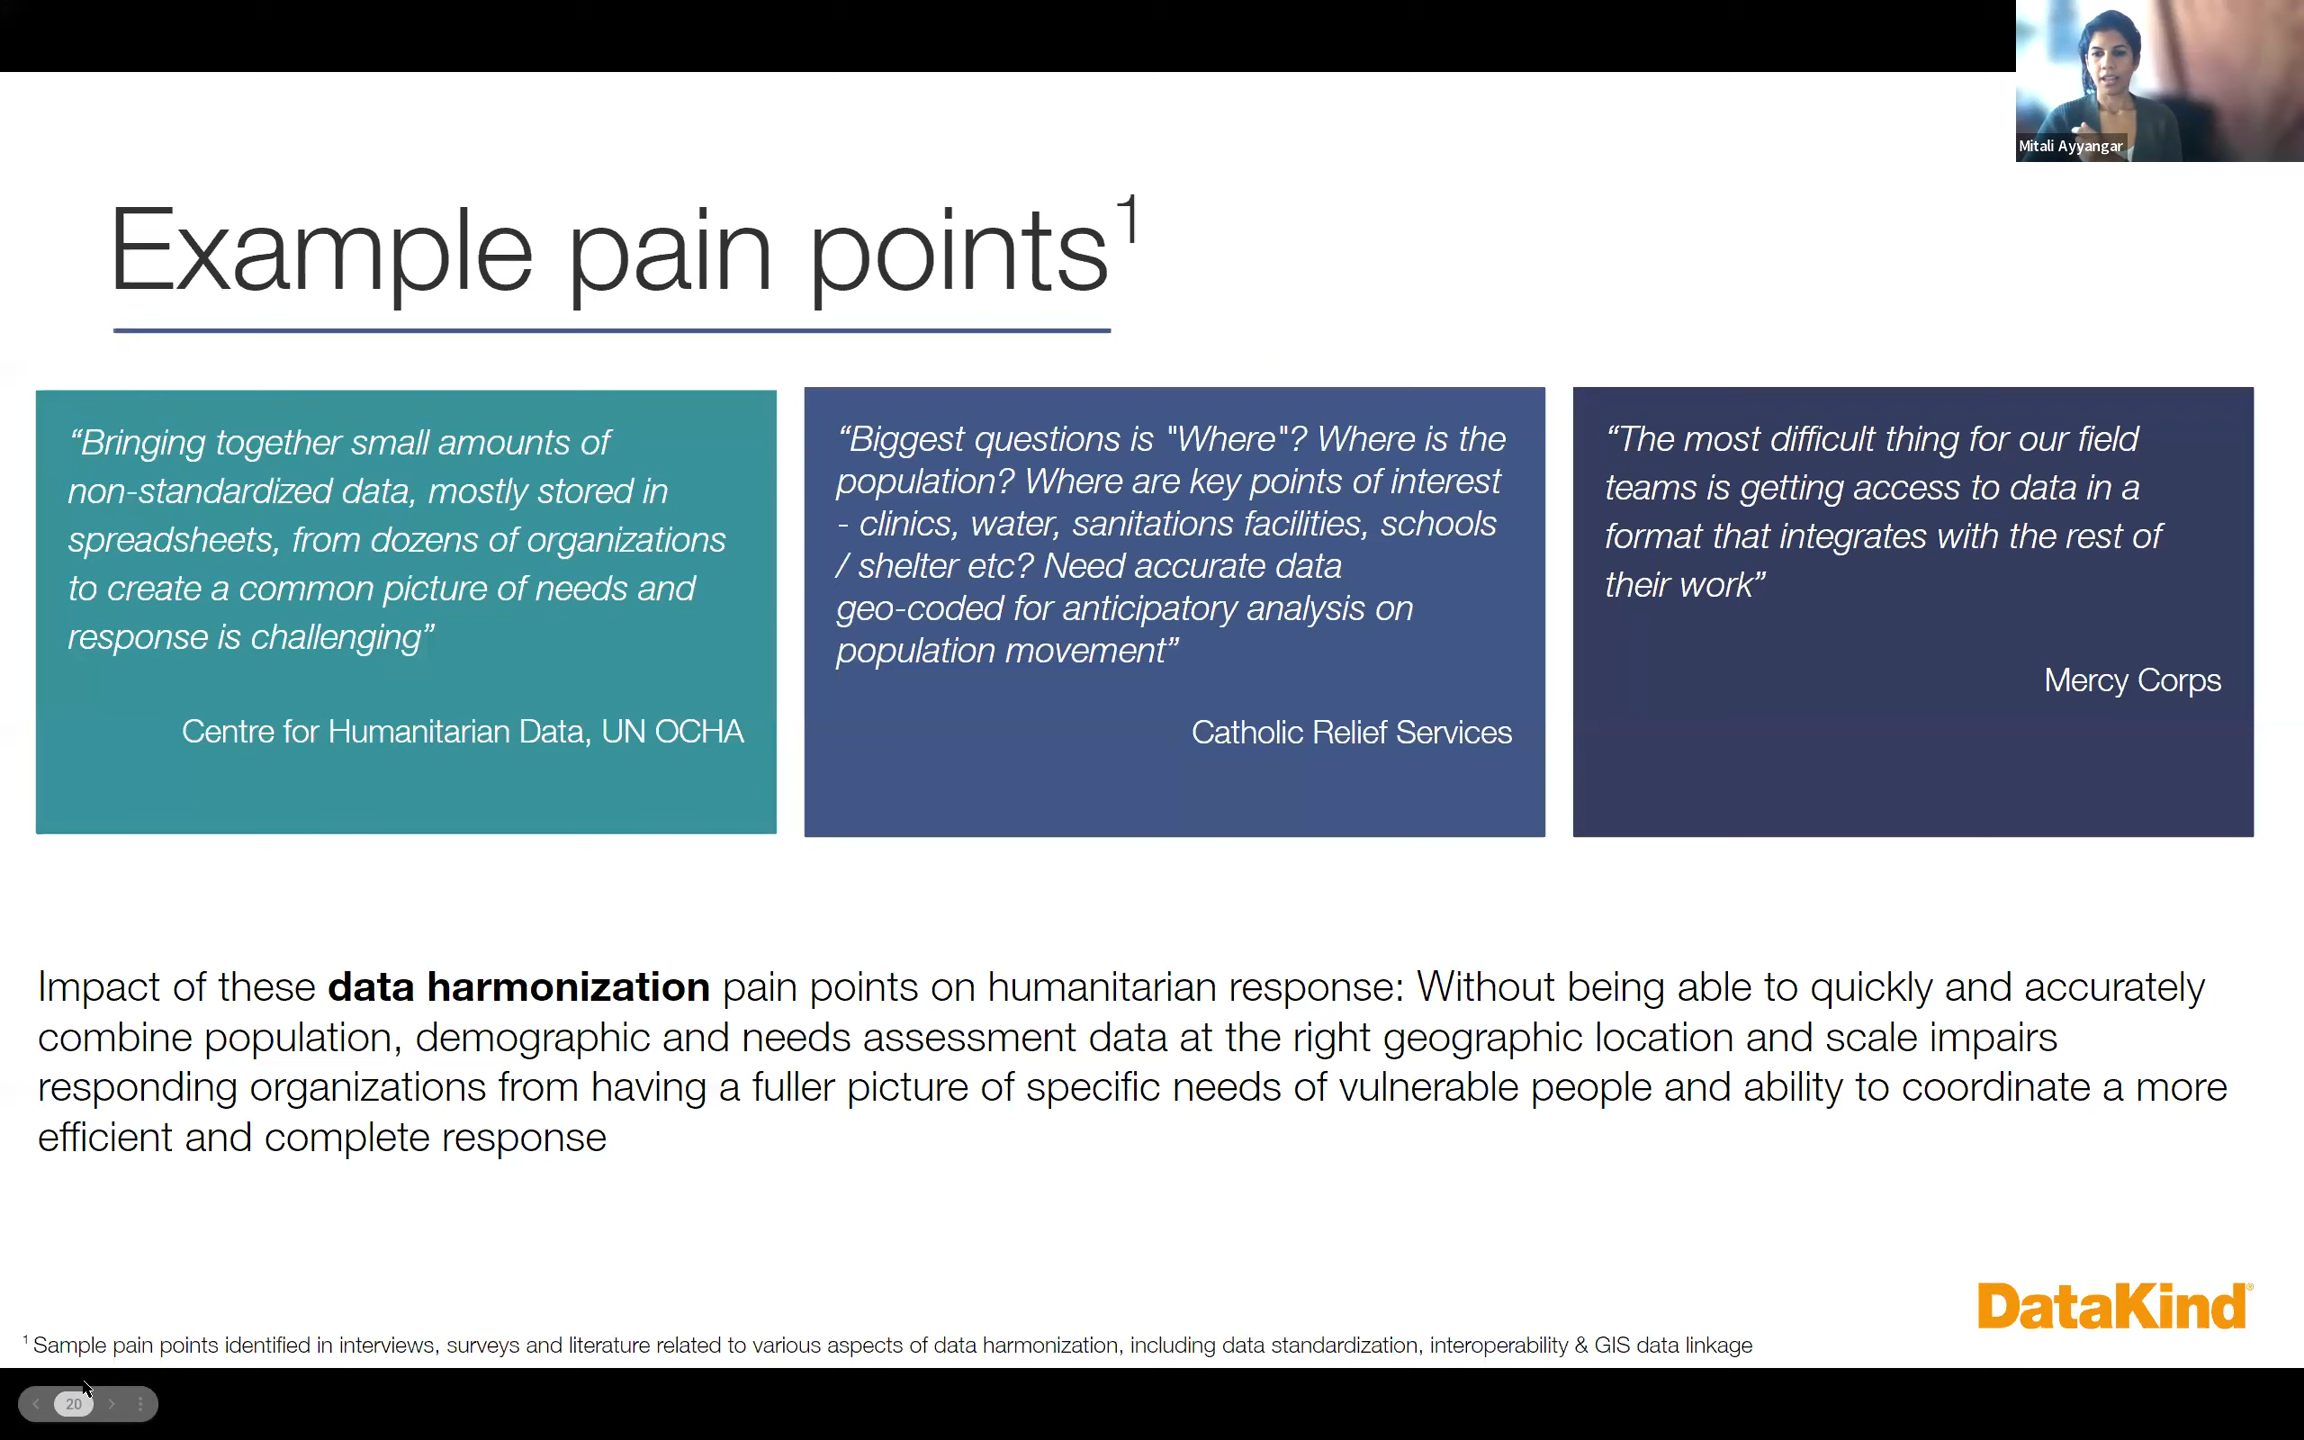 Mitali Ayyangar
Example pain points¹
“Bringing together small amounts of
non-standardized data, mostly stored in
spreadsheets, from dozens of organizations
to create a common picture of needs and
response is challenging”
Centre for Humanitarian Data, UN OCHA
“Biggest questions is "Where"? Where is the
population? Where are key points of interest
- clinics, water, sanitations facilities, schools
/ shelter etc? Need accurate data
geo-coded for anticipatory analysis on
population movement”
Catholic Relief Services
“The most difficult thing for our field
teams is getting access to data in a
format that integrates with the rest of
their work”
Mercy Corps
Impact of these data harmonization pain points on humanitarian response: Without being able to quickly and accurately
combine population, demographic and needs assessment data at the right geographic location and scale impairs
responding organizations from having a fuller picture of specific needs of vulnerable people and ability to coordinate a more
efficient and complete response
DataKind®
¹ Sample pain points identified in interviews, surveys and literature related to various aspects of data harmonization, including data standardization, interoperability & GIS data linkage
20